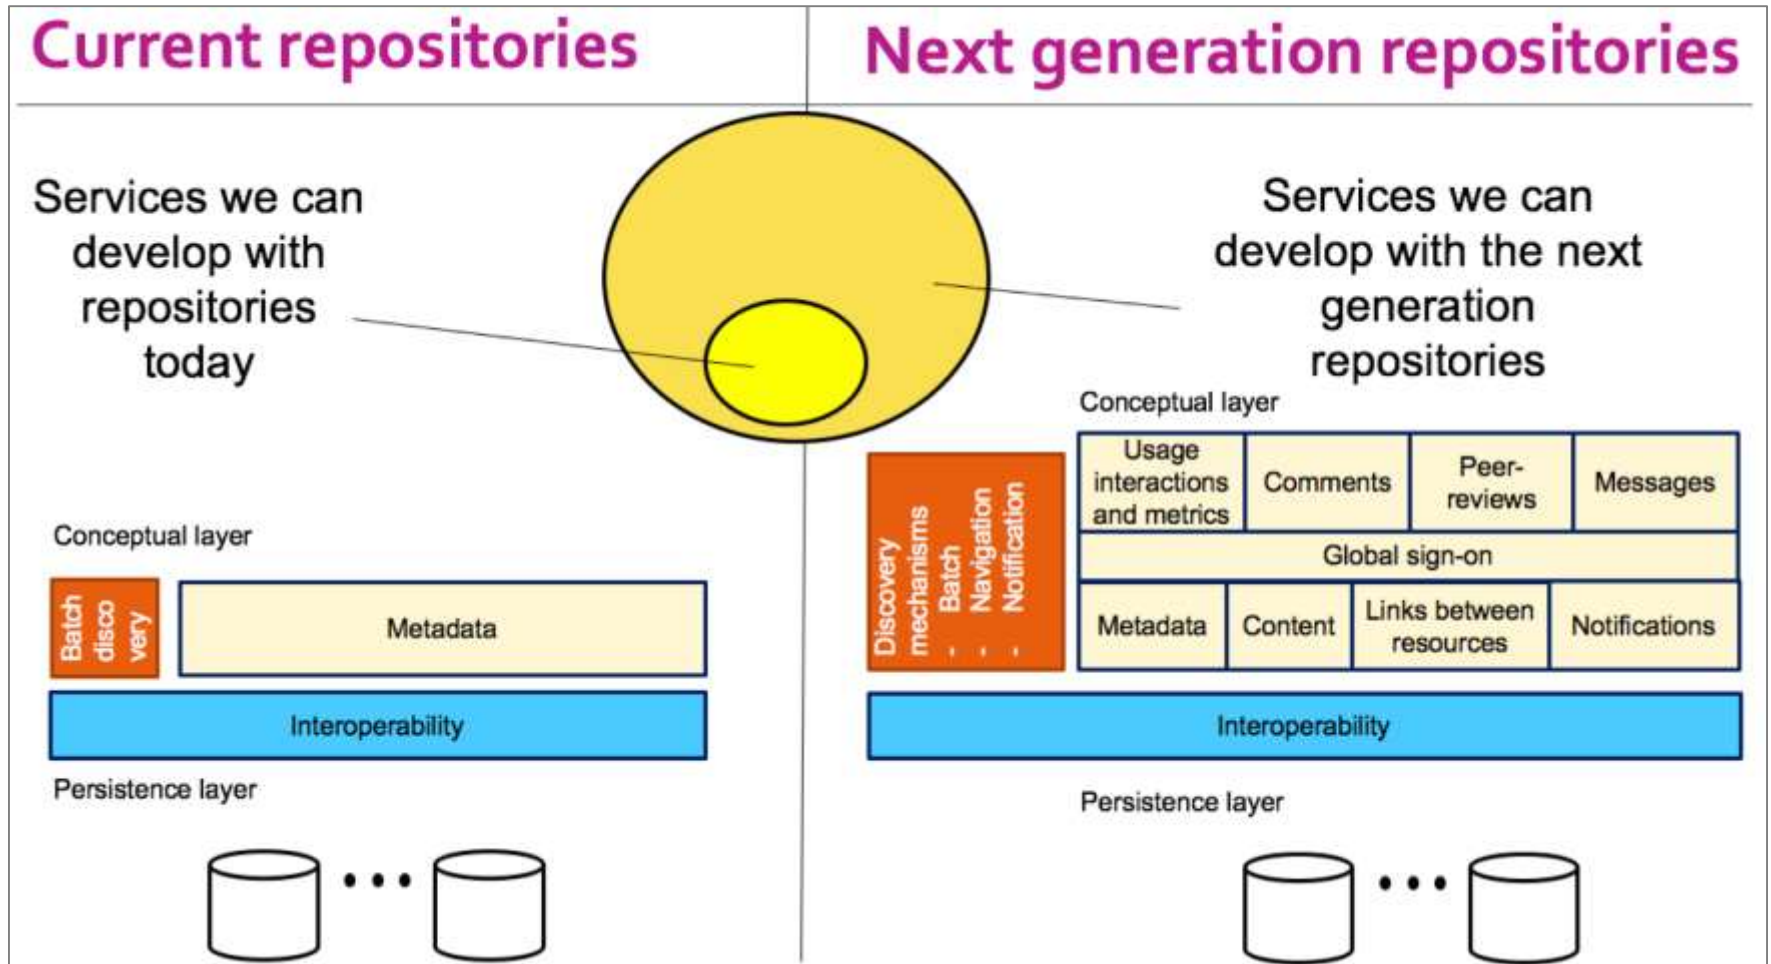 Current repositories
Next generation repositories
Services we can
develop with
repositories
today
Services we can
develop with the next
generation
repositories
Conceptual layer
Batch
disco
very
Metadata
Interoperability
Persistence layer
Conceptual layer
Discovery
mechanisms
- Batch
- Navigation
- Notification
Usage
interactions
and metrics
Comments
Peer-
reviews
Messages
Global sign-on
Metadata
Content
Links between
resources
Notifications
Interoperability
Persistence layer